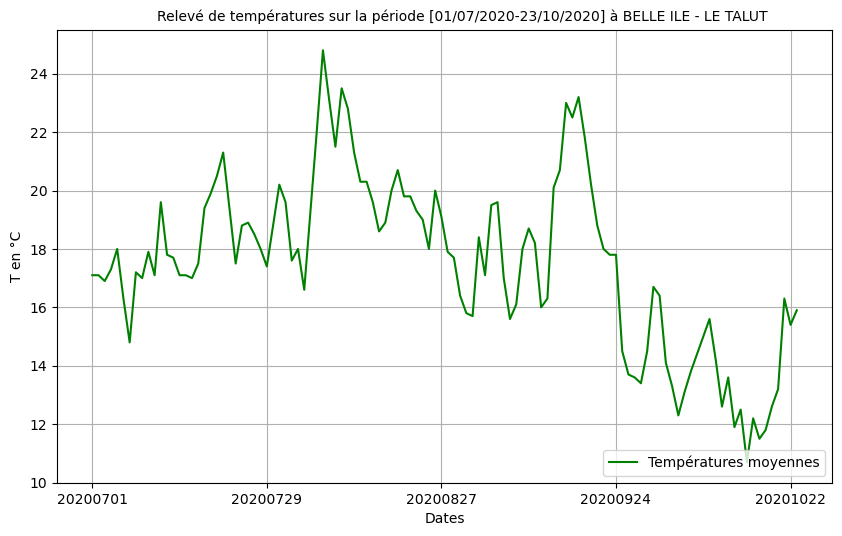 Relevé de températures sur la période [01/07/2020-23/10/2020] à BELLE ILE - LE TALUT
T en °C
24
22
20
18
16
14
12
10
Températures moyennes
20200701 20200729 20200827 20200924 20201022
Dates